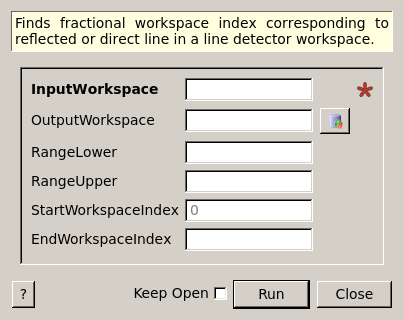 Finds fractional workspace index corresponding to
reflected or direct line in a line detector workspace.
InputWorkspace
OutputWorkspace
RangeLower
RangeUpper
StartWorkspaceIndex 0
EndWorkspaceIndex
? Keep Open Run Close